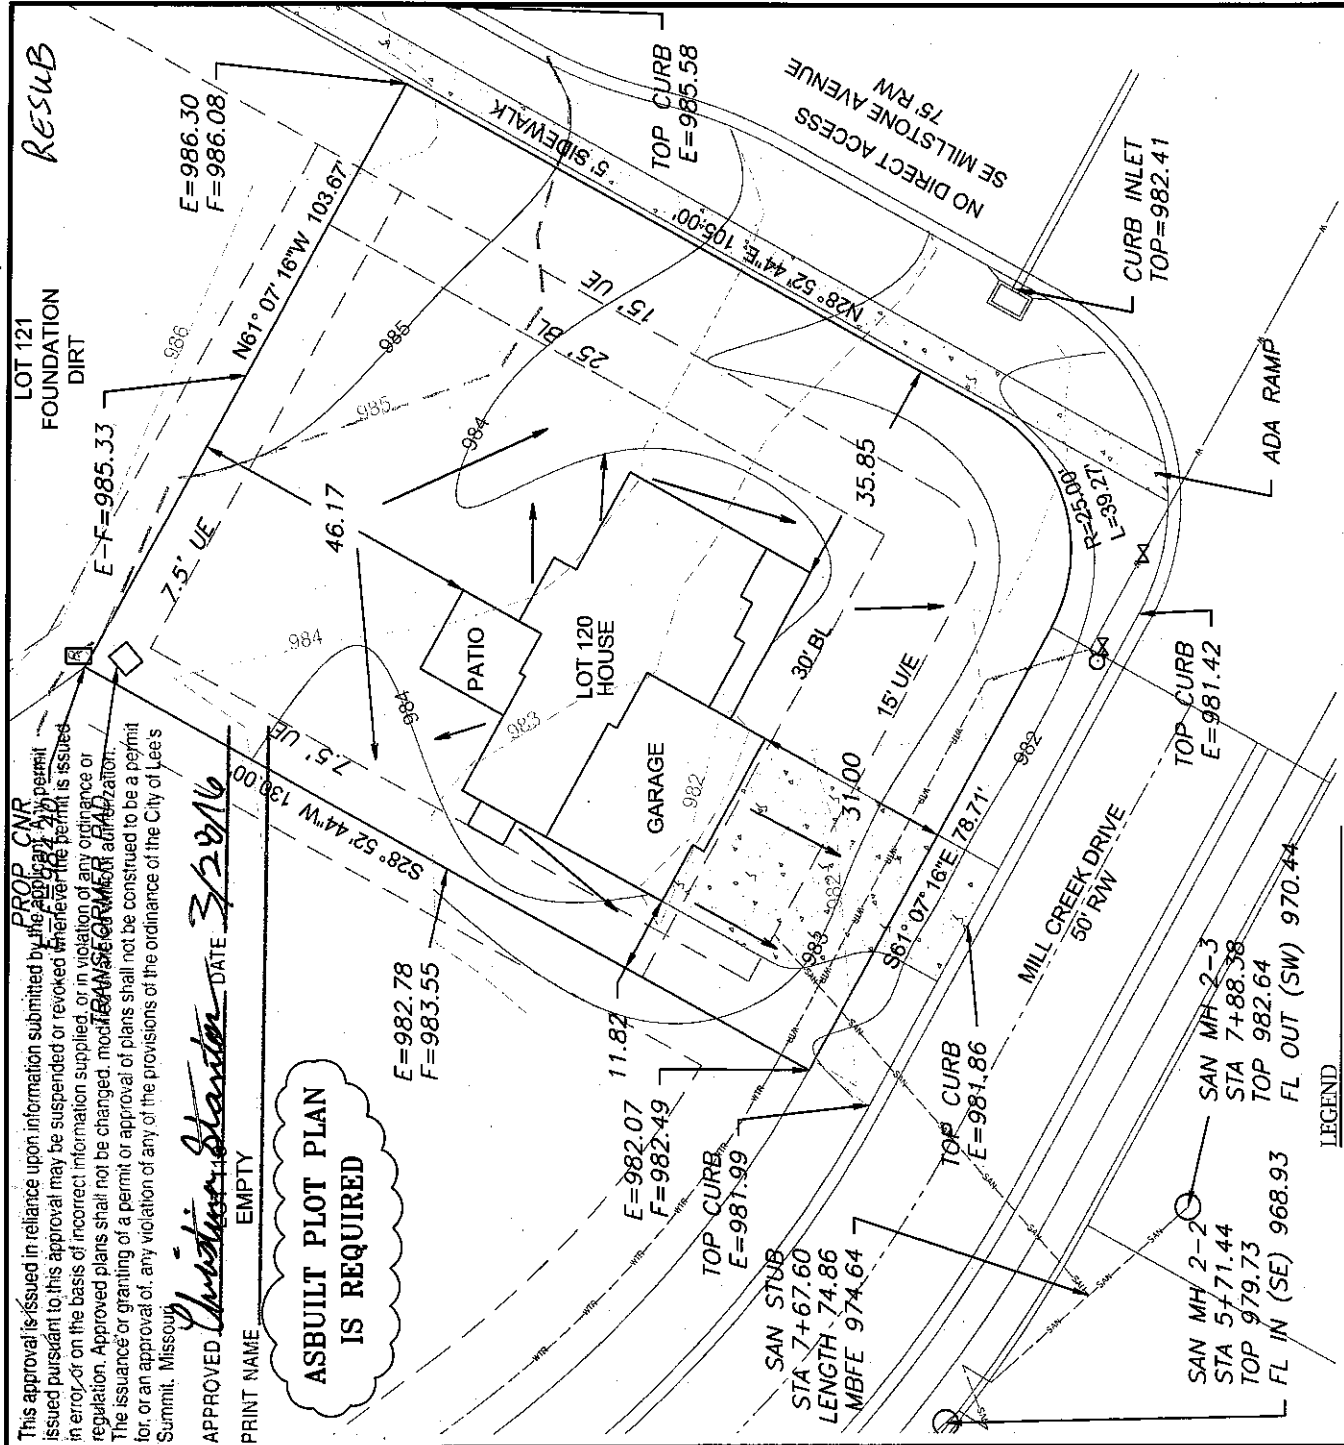 RESUB
LOT 121
FOUNDATION
DIRT
E=986.30
F=986.08
N61° 07' 16"W 103.67'
E-F=985.33
7.5' UE
986
985
985
984
TOP CURB
E=985.58
5' SIDEWALK
NO DIRECT ACCESS
SE MILLSTONE AVENUE
75' R/W
N28° 52' 44"E 105.00'
15' UE
25' BL
CURB INLET
TOP=982.41
ADA RAMP
R=25.00'
L=39.27'
35.85
46.17
PATIO
LOT 120
HOUSE
GARAGE
984
984
983
982
7.5' UE
S28° 52' 44"W 130.00'
30' BL
15' UE
31.00
982
983
982
S61° 07' 16"E 78.71'
TOP CURB
E=981.42
MILL CREEK DRIVE
50' R/W
PROP CNR
TRANSFORMER PAD
This approval is issued in reliance upon information submitted by the applicant. Any permit
issued pursuant to this approval may be suspended or revoked whenever the permit is issued
in error, or on the basis of incorrect information supplied, or in violation of any ordinance or
regulation. Approved plans shall not be changed, modified or altered without authorization.
The issuance or granting of a permit or approval of plans shall not be construed to be a permit
for, or an approval of, any violation of any of the provisions of the ordinance of the City of Lee's
Summit, Missouri.
APPROVED Christina Stanton DATE 3/28/16
PRINT NAME
EMPTY
ASBUILT PLOT PLAN
IS REQUIRED
E=982.78
F=983.55
11.82
E=982.07
F=982.49
TOP CURB
E=981.99
TOP CURB
E=981.86
SAN STUB
STA 7+67.60
LENGTH 74.86
MBFE 974.64
SAN MH 2-3
STA 7+88.38
TOP 982.64
FL OUT (SW) 970.44
SAN MH 2-2
STA 5+71.44
TOP 979.73
FL IN (SE) 968.93
LEGEND